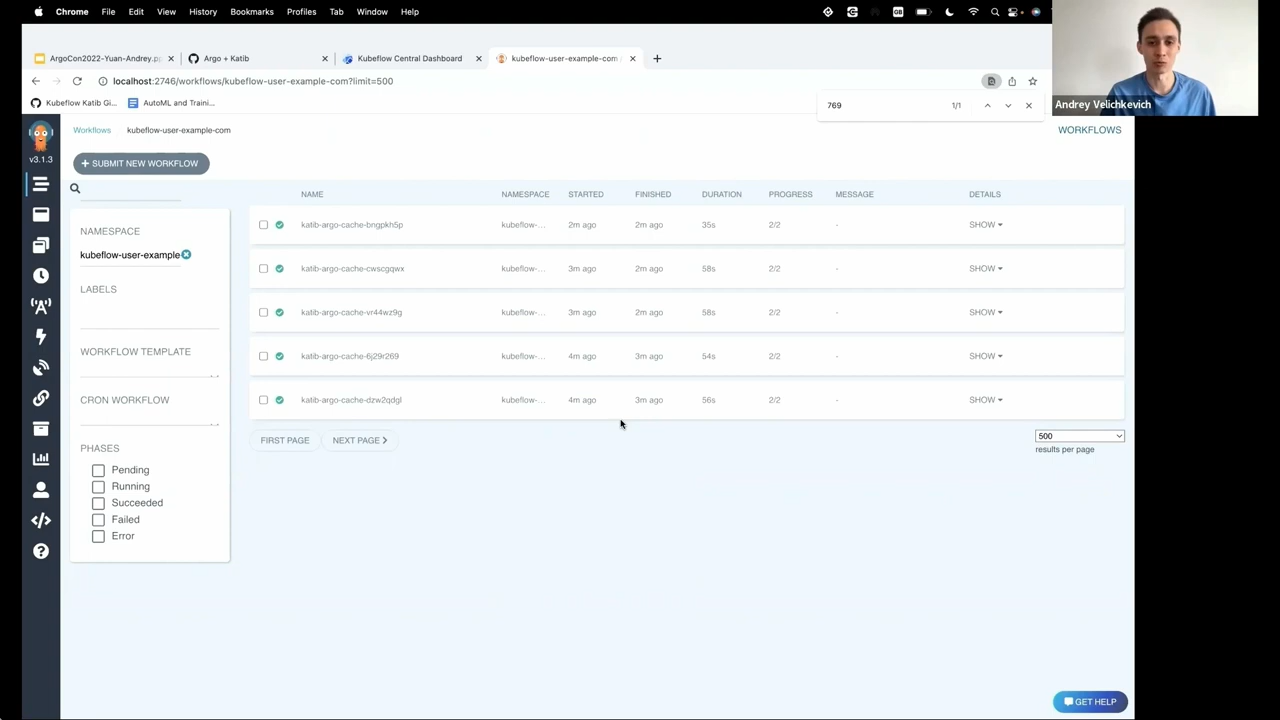 Chrome File Edit View History Bookmarks Profiles Tab Window Help
ArgoCon2022-Yuan-Andrey.pp Argo + Katib Kubeflow Central Dashboard kubeflow-user-example-com
localhost:2746/workflows/kubeflow-user-example-com?limit=500
Kubeflow Katib Gi... AutoML and Traini...
769 1/1
Andrey Velichkevich
Workflows kubeflow-user-example-com WORKFLOWS
v3.1.3
+ SUBMIT NEW WORKFLOW
NAME NAMESPACE STARTED FINISHED DURATION PROGRESS MESSAGE DETAILS
katib-argo-cache-bngpkh5p kubeflow-... 2m ago 2m ago 35s 2/2 - SHOW
katib-argo-cache-cwscgqwx kubeflow-... 3m ago 2m ago 58s 2/2 - SHOW
katib-argo-cache-vr44wz9g kubeflow-... 3m ago 2m ago 58s 2/2 - SHOW
katib-argo-cache-6j29r269 kubeflow-... 4m ago 3m ago 54s 2/2 - SHOW
katib-argo-cache-dzw2qdgl kubeflow-... 4m ago 3m ago 56s 2/2 - SHOW
FIRST PAGE NEXT PAGE
500
results per page
NAMESPACE
kubeflow-user-example
LABELS
WORKFLOW TEMPLATE
CRON WORKFLOW
PHASES
Pending
Running
Succeeded
Failed
Error
GET HELP